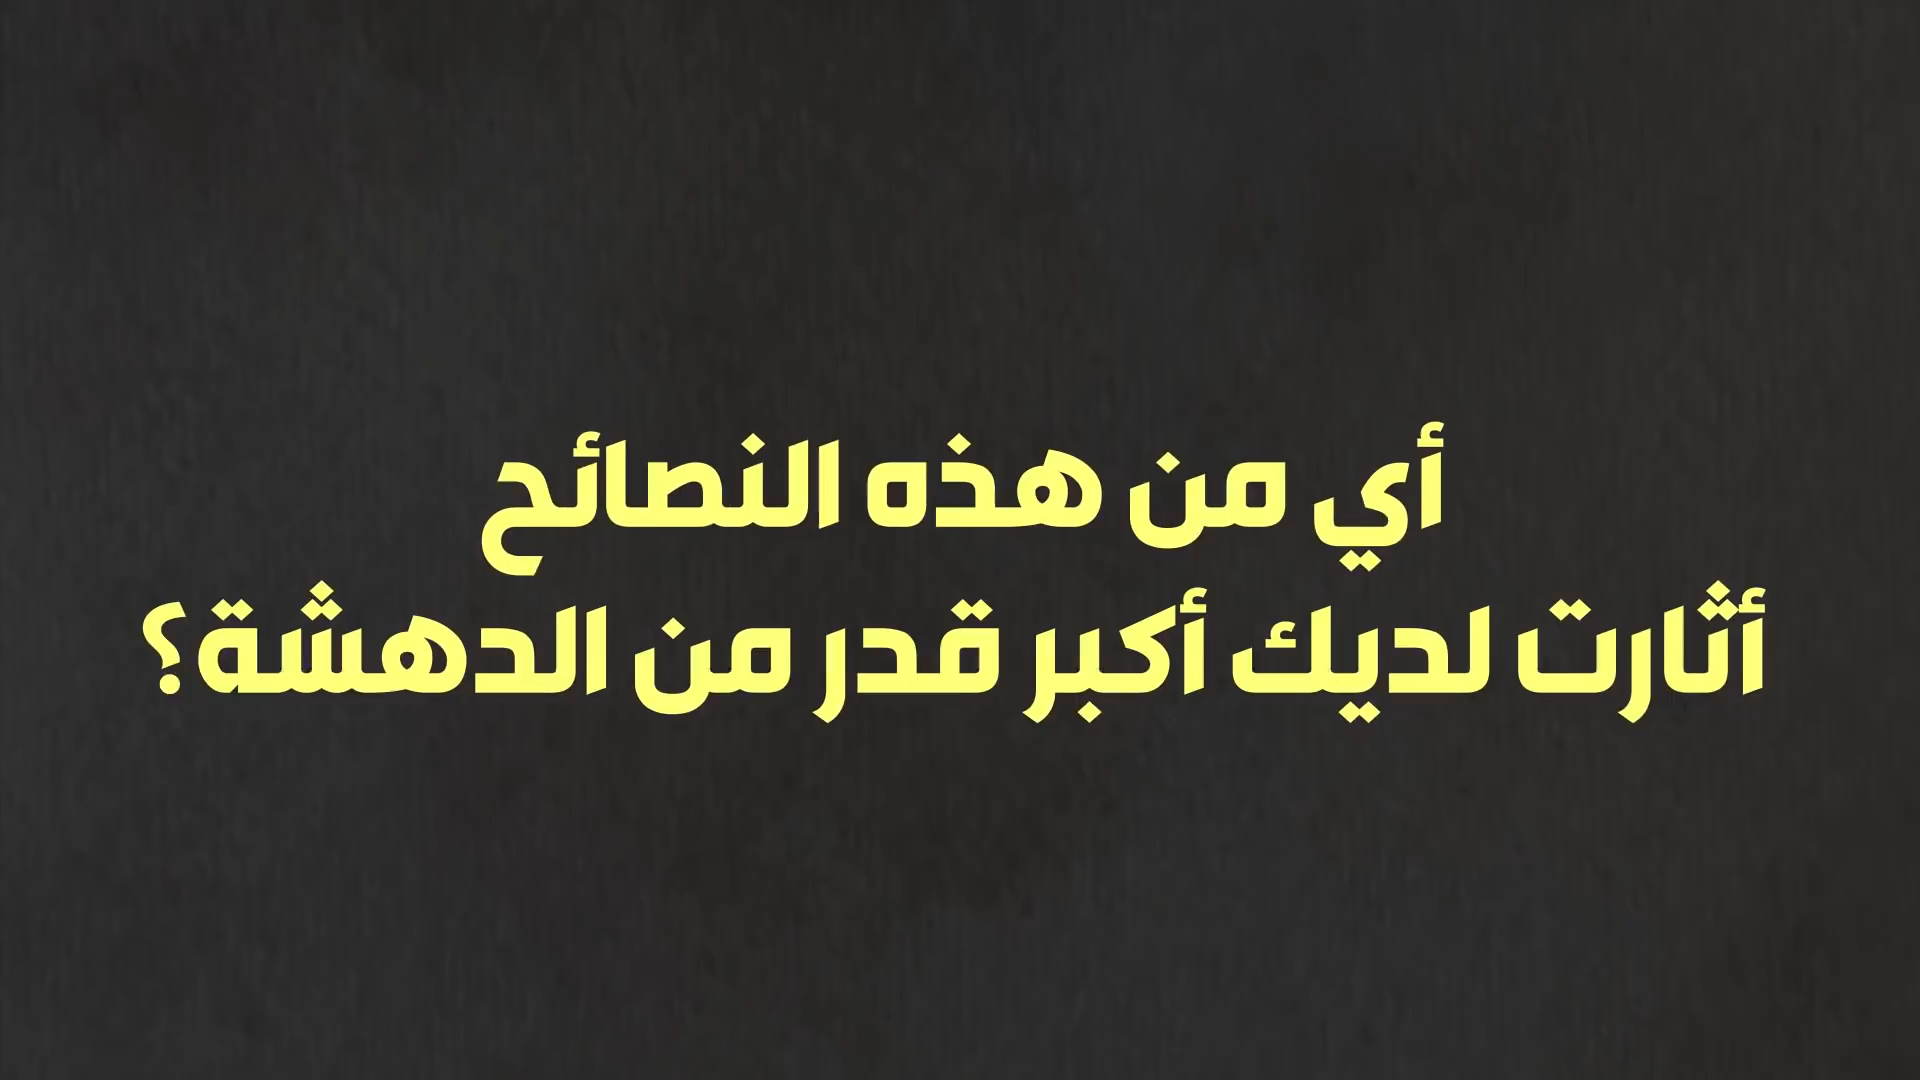 أي من هذه النصائح
أثارت لديك أكبر قدر من الدهشة؟